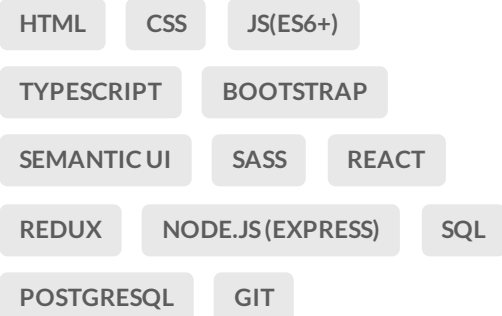 HTML CSS JS(ES6+)
TYPESCRIPT BOOTSTRAP
SEMANTIC UI SASS REACT
REDUX NODE.JS (EXPRESS) SQL
POSTGRESQL GIT